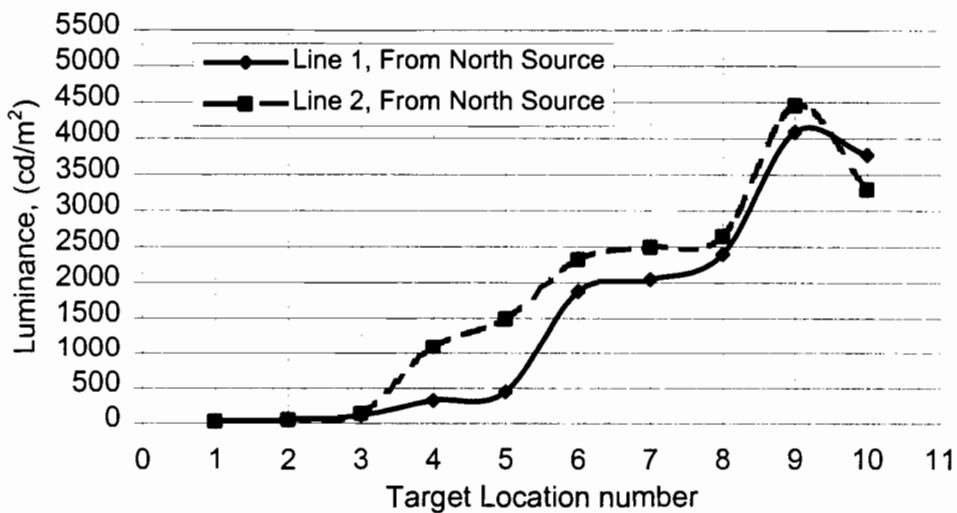 5500
5000
4500
4000
3500
3000
2500
2000
1500
1000
500
0
Luminance, (cd/m²)
Line 1, From North Source
Line 2, From North Source
0 1 2 3 4 5 6 7 8 9 10 11
Target Location number